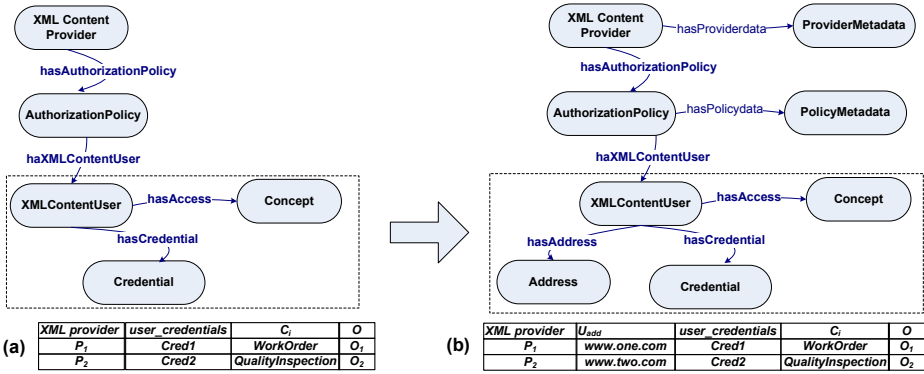 XML Content
Provider
hasAuthorizationPolicy
AuthorizationPolicy
haXMLContentUser
XMLContentUser
hasAccess
Concept
hasCredential
Credential
(a)
XML provider user_credentials Ci O
P1 Cred1 WorkOrder O1
P2 Cred2 QualityInspection O2
XML Content
Provider
hasProviderdata
ProviderMetadata
hasAuthorizationPolicy
AuthorizationPolicy
hasPolicydata
PolicyMetadata
haXMLContentUser
XMLContentUser
hasAccess
Concept
hasAddress
hasCredential
Address
Credential
(b)
XML provider Uadd user_credentials Ci O
P1 www.one.com Cred1 WorkOrder O1
P2 www.two.com Cred2 QualityInspection O2